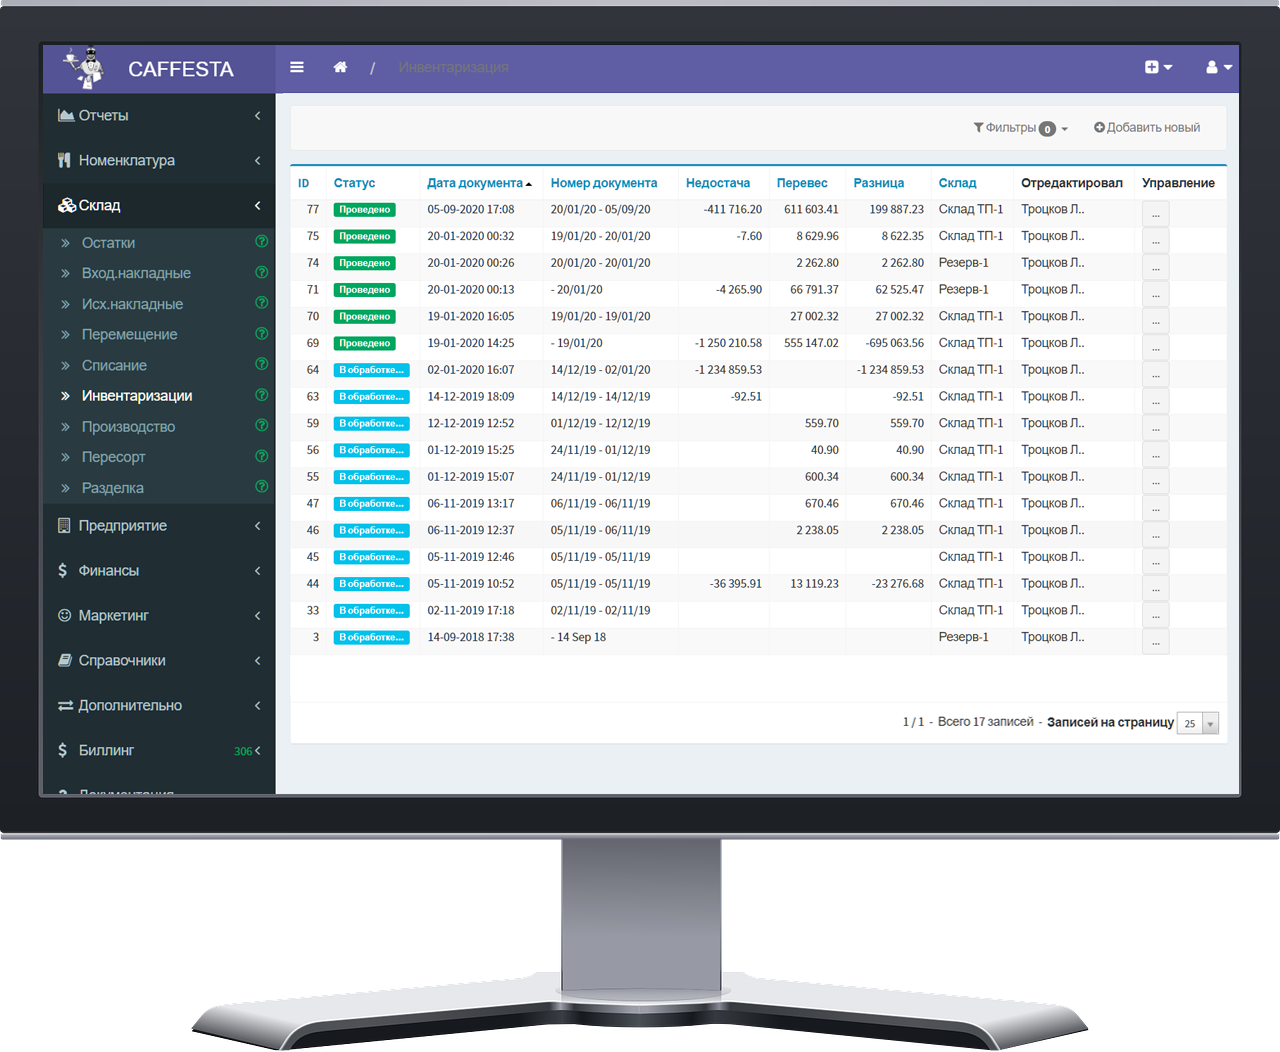 CAFFESTA / Инвентаризация
Отчеты
Номенклатура
Склад
Остатки
Вход.накладные
Исх.накладные
Перемещение
Списание
Инвентаризации
Производство
Пересорт
Разделка
Предприятие
Финансы
Маркетинг
Справочники
Дополнительно
Биллинг 306
Документация
Фильтры 0 Добавить новый
ID Статус Дата документа Номер документа Недостача Перевес Разница Склад Отредактировал Управление
77 Проведено 05-09-2020 17:08 20/01/20 - 05/09/20 -411 716.20 611 603.41 199 887.23 Склад ТП-1 Троцков Л.. ...
75 Проведено 20-01-2020 00:32 19/01/20 - 20/01/20 -7.60 8 629.96 8 622.35 Склад ТП-1 Троцков Л.. ...
74 Проведено 20-01-2020 00:26 20/01/20 - 20/01/20 2 262.80 2 262.80 Резерв-1 Троцков Л.. ...
71 Проведено 20-01-2020 00:13 - 20/01/20 -4 265.90 66 791.37 62 525.47 Резерв-1 Троцков Л.. ...
70 Проведено 19-01-2020 16:05 19/01/20 - 19/01/20 27 002.32 27 002.32 Склад ТП-1 Троцков Л.. ...
69 Проведено 19-01-2020 14:25 - 19/01/20 -1 250 210.58 555 147.02 -695 063.56 Склад ТП-1 Троцков Л.. ...
64 В обработке... 02-01-2020 16:07 14/12/19 - 02/01/20 -1 234 859.53 -1 234 859.53 Склад ТП-1 Троцков Л.. ...
63 В обработке... 14-12-2019 18:09 14/12/19 - 14/12/19 -92.51 -92.51 Склад ТП-1 Троцков Л.. ...
59 В обработке... 12-12-2019 12:52 01/12/19 - 12/12/19 559.70 559.70 Склад ТП-1 Троцков Л.. ...
56 В обработке... 01-12-2019 15:25 24/11/19 - 01/12/19 40.90 40.90 Склад ТП-1 Троцков Л.. ...
55 В обработке... 01-12-2019 15:07 24/11/19 - 01/12/19 600.34 600.34 Склад ТП-1 Троцков Л.. ...
47 В обработке... 06-11-2019 13:17 06/11/19 - 06/11/19 670.46 670.46 Склад ТП-1 Троцков Л.. ...
46 В обработке... 06-11-2019 12:37 05/11/19 - 06/11/19 2 238.05 2 238.05 Склад ТП-1 Троцков Л.. ...
45 В обработке... 05-11-2019 12:46 05/11/19 - 05/11/19 Склад ТП-1 Троцков Л.. ...
44 В обработке... 05-11-2019 10:52 05/11/19 - 05/11/19 -36 395.91 13 119.23 -23 276.68 Склад ТП-1 Троцков Л.. ...
33 В обработке... 02-11-2019 17:18 02/11/19 - 02/11/19 Склад ТП-1 Троцков Л.. ...
3 В обработке... 14-09-2018 17:38 - 14 Sep 18 Резерв-1 Троцков Л.. ...
1 / 1 - Всего 17 записей - Записей на страницу 25